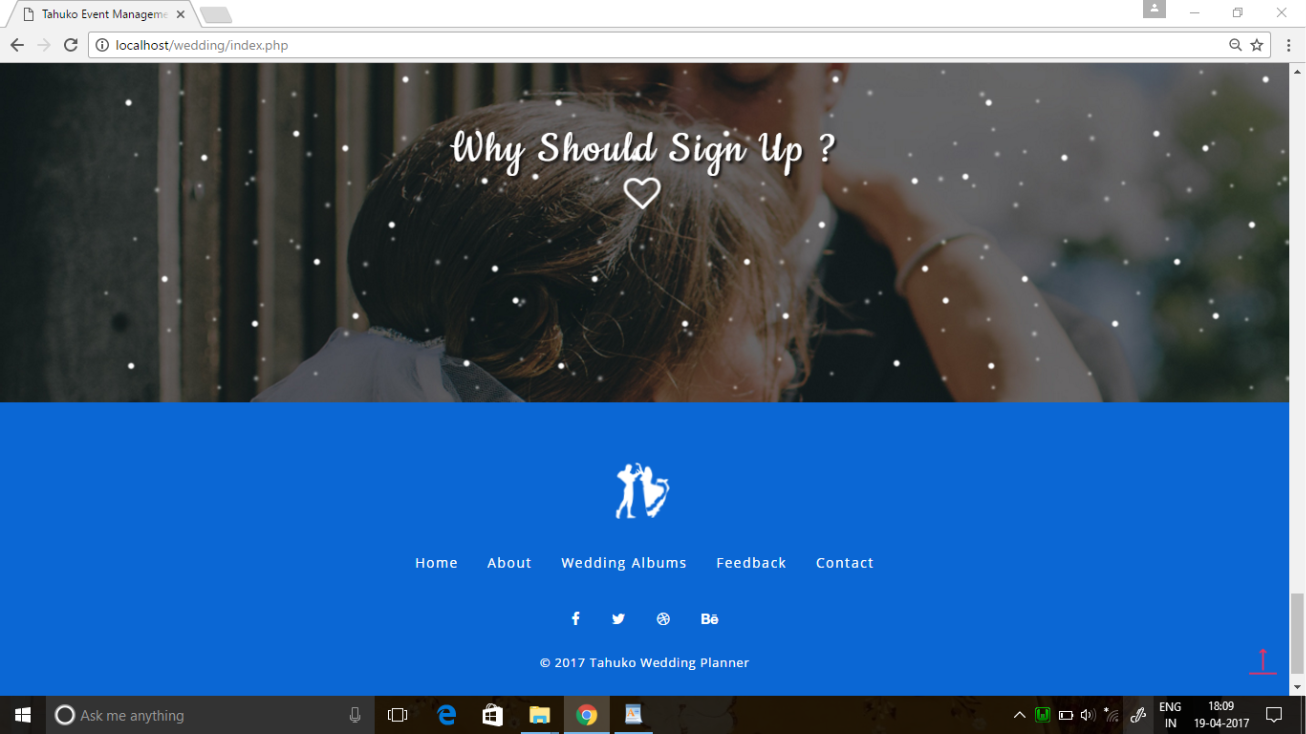 Tahuko Event Manageme
localhost/wedding/index.php
Why Should Sign Up ?
Home About Wedding Albums Feedback Contact
Bē
© 2017 Tahuko Wedding Planner
Ask me anything
ENG 18:09
IN 19-04-2017